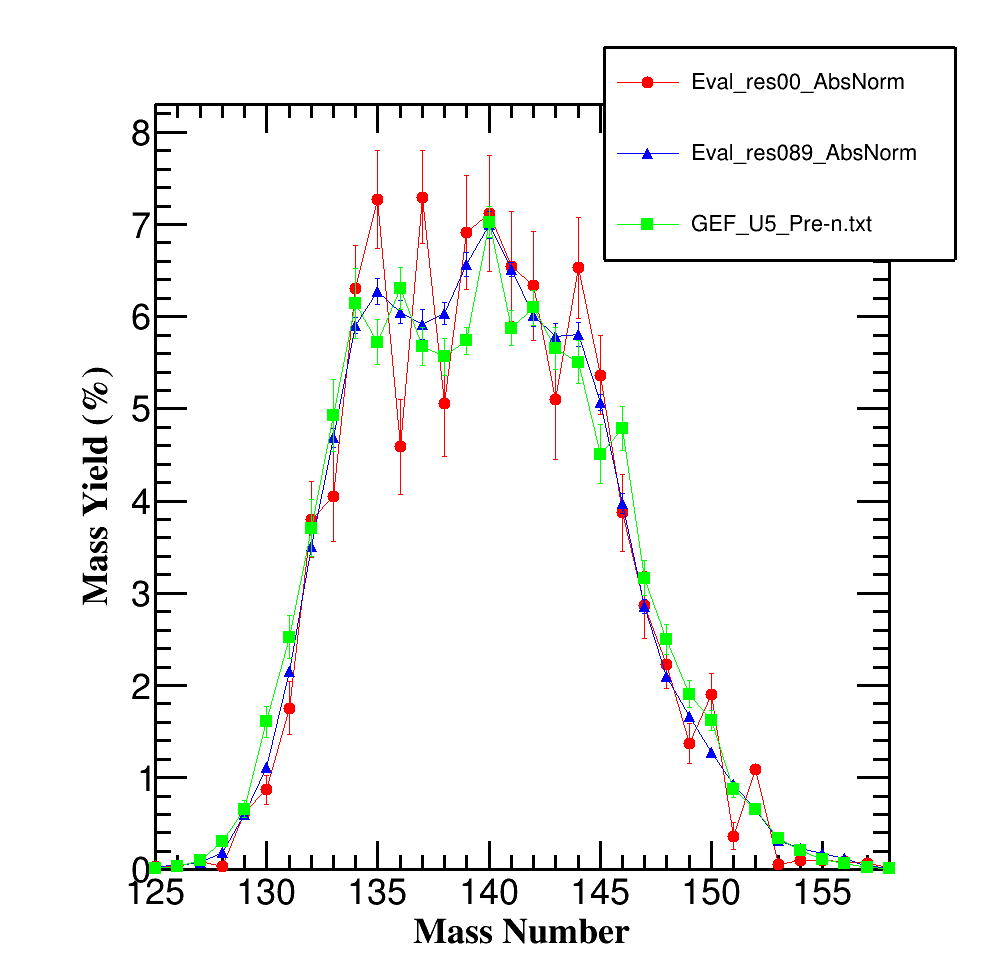 Eval_res00_AbsNorm
Eval_res089_AbsNorm
GEF_U5_Pre-n.txt
8
7
6
5
4
3
2
1
0
Mass Yield (%)
125 130 135 140 145 150 155
Mass Number